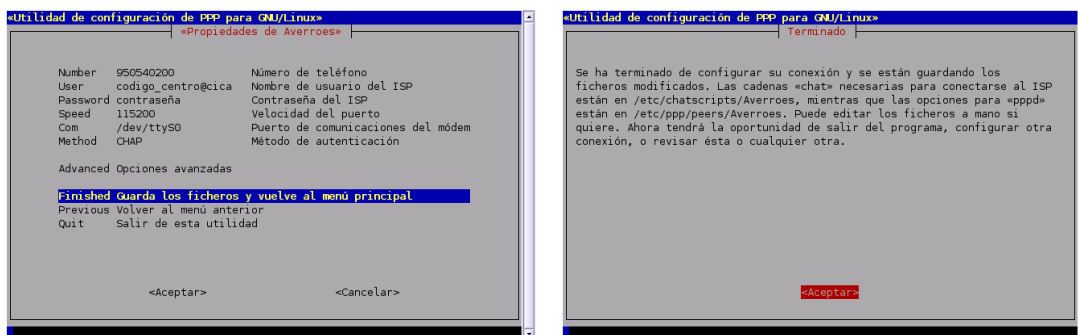 «Utilidad de configuración de PPP para GNU/Linux»
«Propiedades de Averroes»
Number 950540200 Número de teléfono
User codigo_centro@cica Nombre de usuario del ISP
Password contraseña Contraseña del ISP
Speed 115200 Velocidad del puerto
Com /dev/ttyS0 Puerto de comunicaciones del módem
Method CHAP Método de autenticación
Advanced Opciones avanzadas
Finished Guarda los ficheros y vuelve al menú principal
Previous Volver al menú anterior
Quit Salir de esta utilidad
<Aceptar> <Cancelar>
«Utilidad de configuración de PPP para GNU/Linux»
Terminado
Se ha terminado de configurar su conexión y se están guardando los
ficheros modificados. Las cadenas «chat» necesarias para conectarse al ISP
están en /etc/chatscripts/Averroes, mientras que las opciones para «pppd»
están en /etc/ppp/peers/Averroes. Puede editar los ficheros a mano si
quiere. Ahora tendrá la oportunidad de salir del programa, configurar otra
conexión, o revisar ésta o cualquier otra.
<Aceptar>